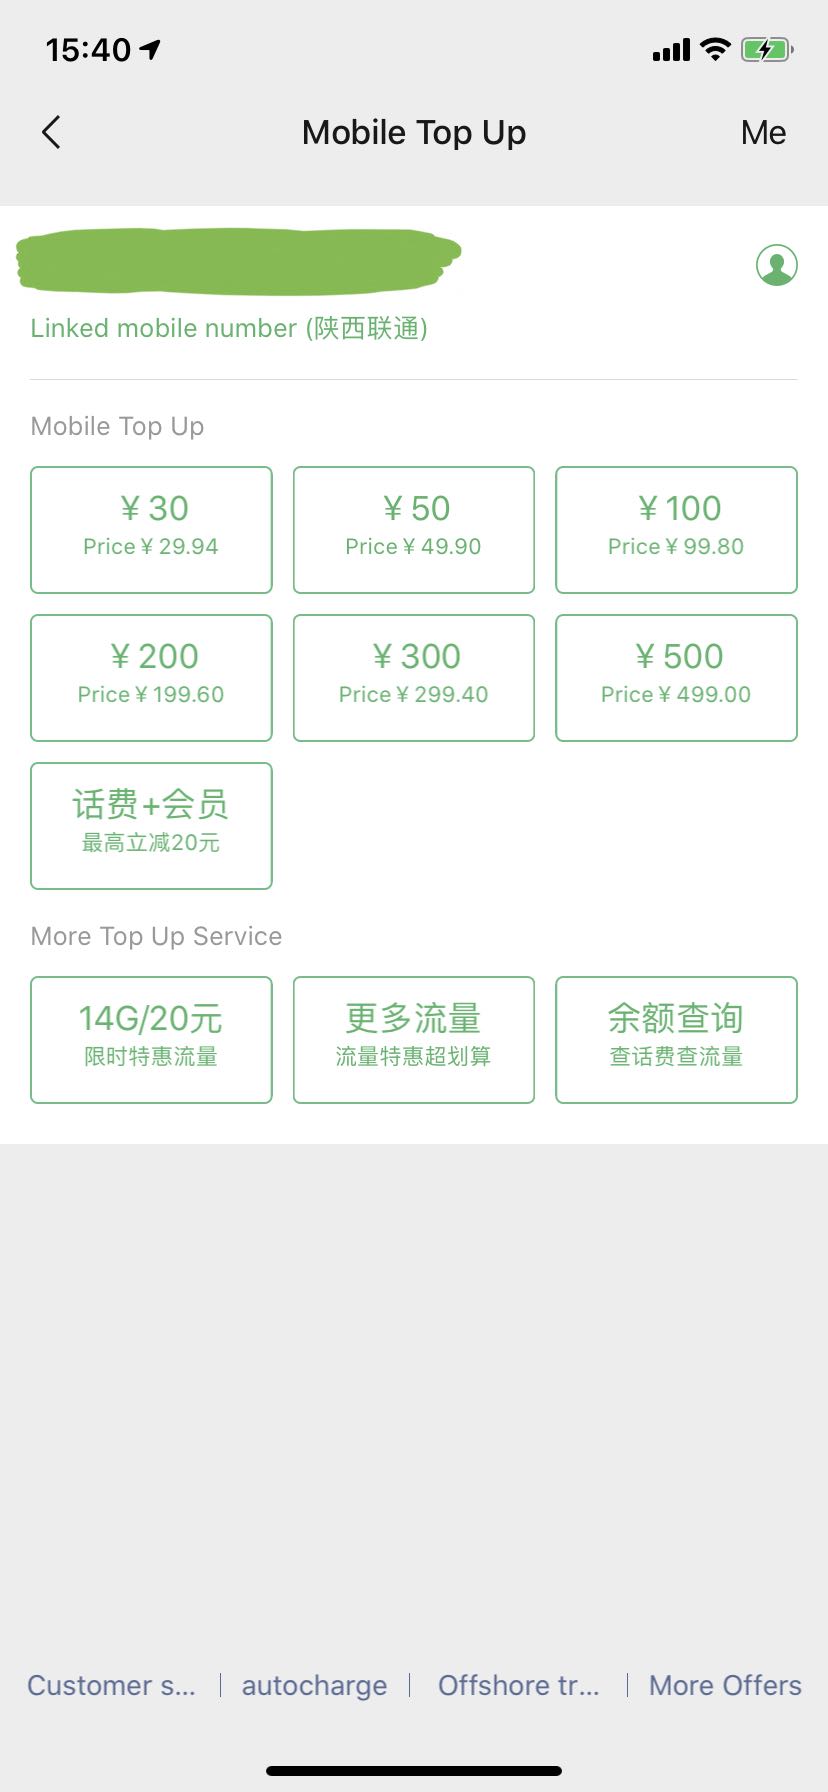 15:40
Mobile Top Up
Me
Linked mobile number (陕西联通)
Mobile Top Up
¥30
Price¥29.94
¥50
Price¥49.90
¥100
Price¥99.80
¥200
Price¥199.60
¥300
Price¥299.40
¥500
Price¥499.00
话费+会员
最高立减20元
More Top Up Service
14G/20元
限时特惠流量
更多流量
流量特惠超划算
余额查询
查话费查流量
Customer s...
autocharge
Offshore tr...
More Offers